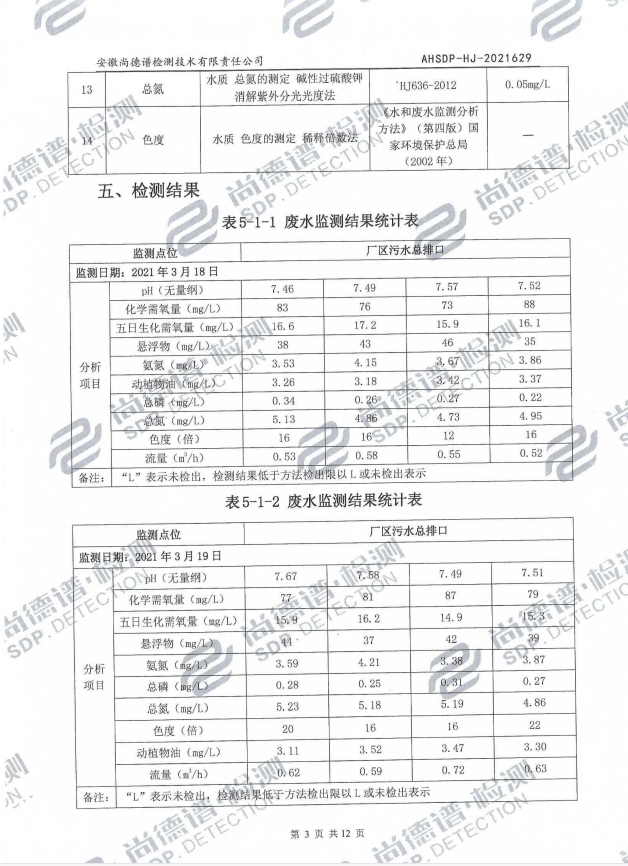 安徽尚德谱检测技术有限责任公司 AHSDP-HJ-2021629
13 总氮 水质 总氮的测定 碱性过硫酸钾消解紫外分光光度法 HJ636-2012 0.05mg/L
14 色度 水质 色度的测定 稀释倍数法 《水和废水监测分析方法》（第四版）国家环境保护总局（2002年） —
五、检测结果
表5-1-1 废水监测结果统计表
监测点位 厂区污水总排口
监测日期：2021年3月18日
分析项目
pH（无量纲） 7.46 7.49 7.57 7.52
化学需氧量（mg/L） 83 76 73 88
五日生化需氧量（mg/L） 16.6 17.2 15.9 16.1
悬浮物（mg/L） 38 43 46 35
氨氮（mg/L） 3.53 4.15 3.67 3.86
动植物油（mg/L） 3.26 3.18 3.42 3.37
总磷（mg/L） 0.34 0.26 0.27 0.22
总氮（mg/L） 5.13 4.86 4.73 4.95
色度（倍） 16 16 12 16
流量（m³/h） 0.53 0.58 0.55 0.52
备注： “L”表示未检出，检测结果低于方法检出限以L或未检出表示
表5-1-2 废水监测结果统计表
监测点位 厂区污水总排口
监测日期：2021年3月19日
分析项目
pH（无量纲） 7.67 7.58 7.49 7.51
化学需氧量（mg/L） 77 81 87 79
五日生化需氧量（mg/L） 15.9 16.2 14.9 15.3
悬浮物（mg/L） 44 37 42 39
氨氮（mg/L） 3.59 4.21 3.38 3.87
总磷（mg/L） 0.28 0.25 0.31 0.27
总氮（mg/L） 5.23 5.18 5.19 4.86
色度（倍） 20 16 16 22
动植物油（mg/L） 3.11 3.52 3.47 3.30
流量（m³/h） 0.62 0.59 0.72 0.63
备注： “L”表示未检出，检测结果低于方法检出限以L或未检出表示
第 3 页 共 12 页
尚德谱·检测
SDP.DETECTION